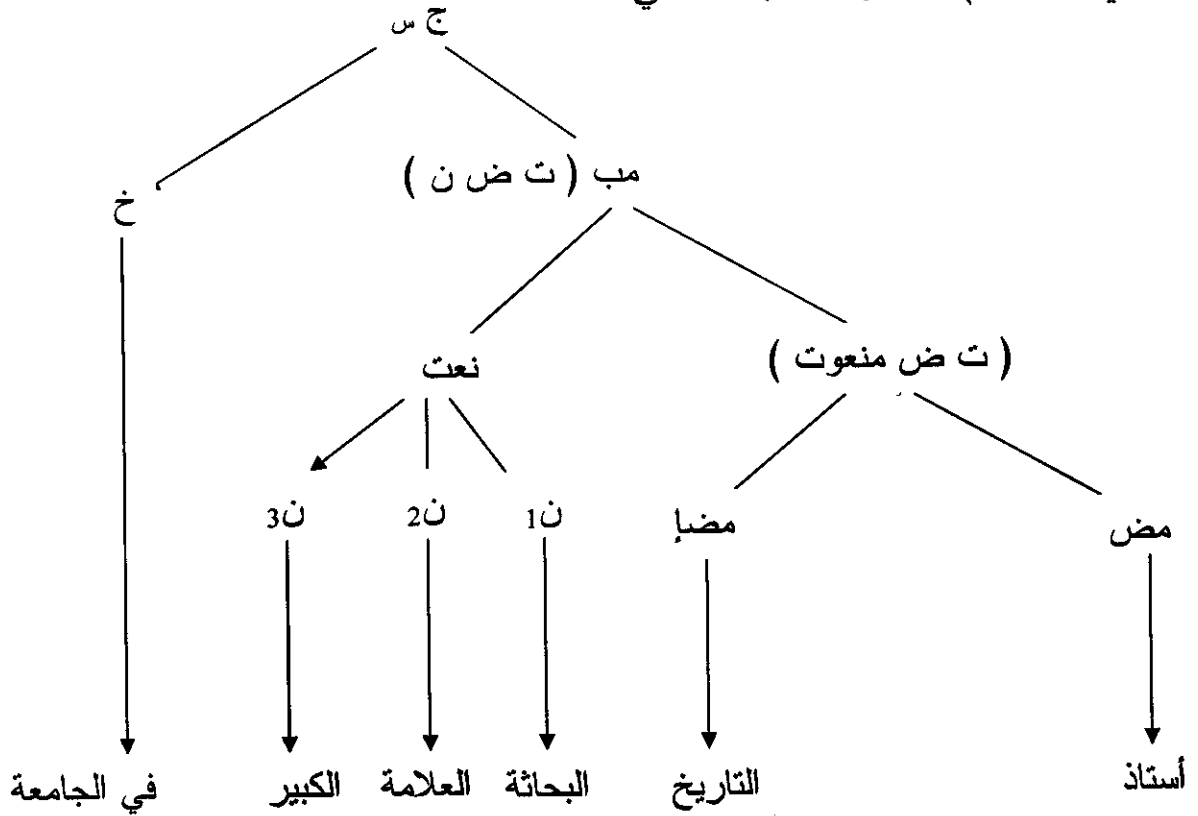 ج س
مب ( ت ض ن )
خ
( ت ض منعوت )
نعت
مض
مضإ
ن1
ن2
ن3
أستاذ
التاريخ
البحاثة
العلامة
الكبير
في الجامعة